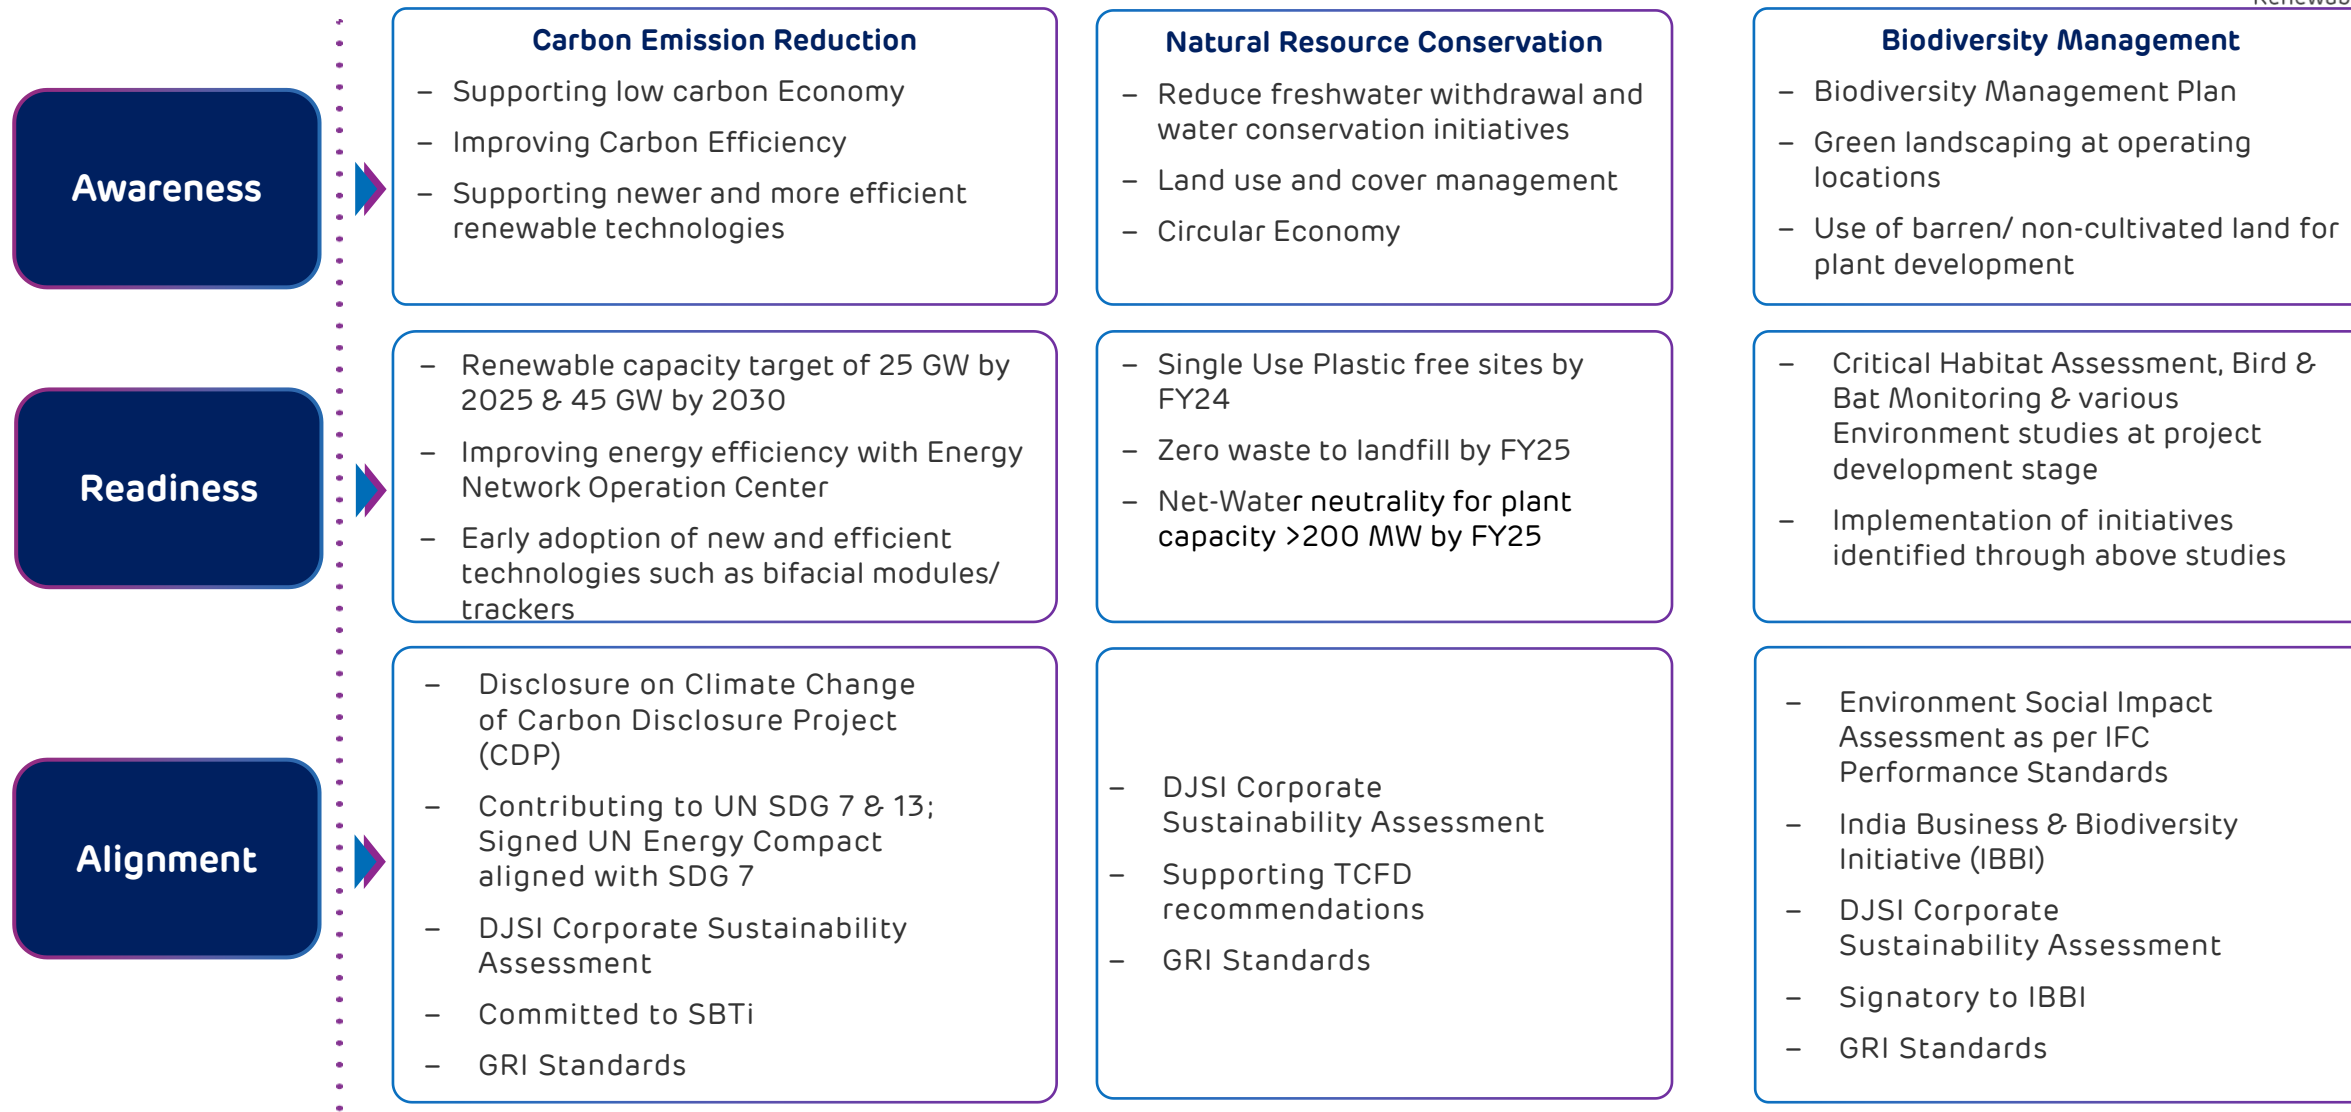 Carbon Emission Reduction
– Supporting low carbon Economy
– Improving Carbon Efficiency
– Supporting newer and more efficient
renewable technologies
Natural Resource Conservation
– Reduce freshwater withdrawal and
water conservation initiatives
– Land use and cover management
– Circular Economy
Biodiversity Management
– Biodiversity Management Plan
– Green landscaping at operating
locations
– Use of barren/ non-cultivated land for
plant development
Awareness
– Renewable capacity target of 25 GW by
2025 & 45 GW by 2030
– Improving energy efficiency with Energy
Network Operation Center
– Early adoption of new and efficient
technologies such as bifacial modules/
trackers
– Single Use Plastic free sites by
FY24
– Zero waste to landfill by FY25
– Net-Water neutrality for plant
capacity >200 MW by FY25
– Critical Habitat Assessment, Bird &
Bat Monitoring & various
Environment studies at project
development stage
– Implementation of initiatives
identified through above studies
Readiness
– Disclosure on Climate Change
of Carbon Disclosure Project
(CDP)
– Contributing to UN SDG 7 & 13;
Signed UN Energy Compact
aligned with SDG 7
– DJSI Corporate Sustainability
Assessment
– Committed to SBTi
– GRI Standards
– DJSI Corporate
Sustainability Assessment
– Supporting TCFD
recommendations
– GRI Standards
– Environment Social Impact
Assessment as per IFC
Performance Standards
– India Business & Biodiversity
Initiative (IBBI)
– DJSI Corporate
Sustainability Assessment
– Signatory to IBBI
– GRI Standards
Alignment